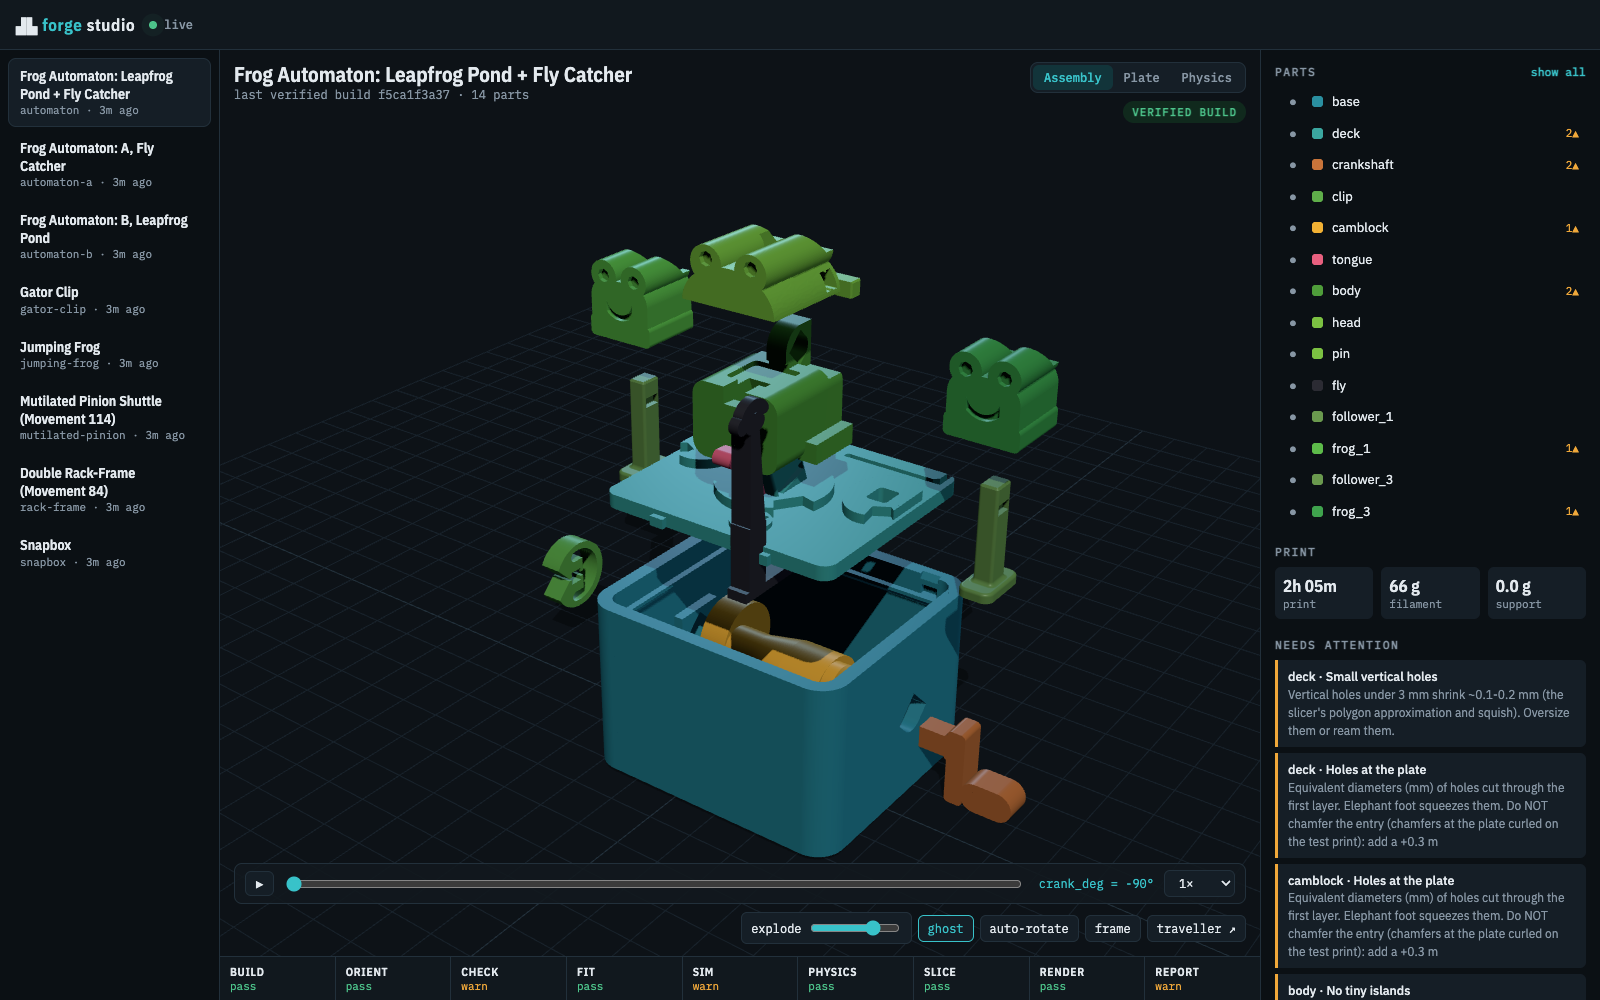 forge studio
live
Frog Automaton: Leapfrog
Pond + Fly Catcher
automaton · 3m ago
Frog Automaton: A, Fly
Catcher
automaton-a · 3m ago
Frog Automaton: B, Leapfrog
Pond
automaton-b · 3m ago
Gator Clip
gator-clip · 3m ago
Jumping Frog
jumping-frog · 3m ago
Mutilated Pinion Shuttle
(Movement 114)
mutilated-pinion · 3m ago
Double Rack-Frame
(Movement 84)
rack-frame · 3m ago
Snapbox
snapbox · 3m ago
Frog Automaton: Leapfrog Pond + Fly Catcher
last verified build f5ca1f3a37 · 14 parts
Assembly Plate Physics
VERIFIED BUILD
▶
crank_deg = -90°
1×
explode
ghost
auto-rotate
frame
traveller ↗
BUILD
pass
ORIENT
pass
CHECK
warn
FIT
pass
SIM
warn
PHYSICS
pass
SLICE
pass
RENDER
pass
REPORT
warn
PARTS
show all
base
deck 2▲
crankshaft 2▲
clip
camblock 1▲
tongue
body 2▲
head
pin
fly
follower_1
frog_1 1▲
follower_3
frog_3 1▲
PRINT
2h 05m
print
66 g
filament
0.0 g
support
NEEDS ATTENTION
deck · Small vertical holes
Vertical holes under 3 mm shrink ~0.1-0.2 mm (the
slicer's polygon approximation and squish). Oversize
them or ream them.
deck · Holes at the plate
Equivalent diameters (mm) of holes cut through the
first layer. Elephant foot squeezes them. Do NOT
chamfer the entry (chamfers at the plate curled on
the test print): add a +0.3 m
camblock · Holes at the plate
Equivalent diameters (mm) of holes cut through the
first layer. Elephant foot squeezes them. Do NOT
chamfer the entry (chamfers at the plate curled on
the test print): add a +0.3 m
body · No tiny islands